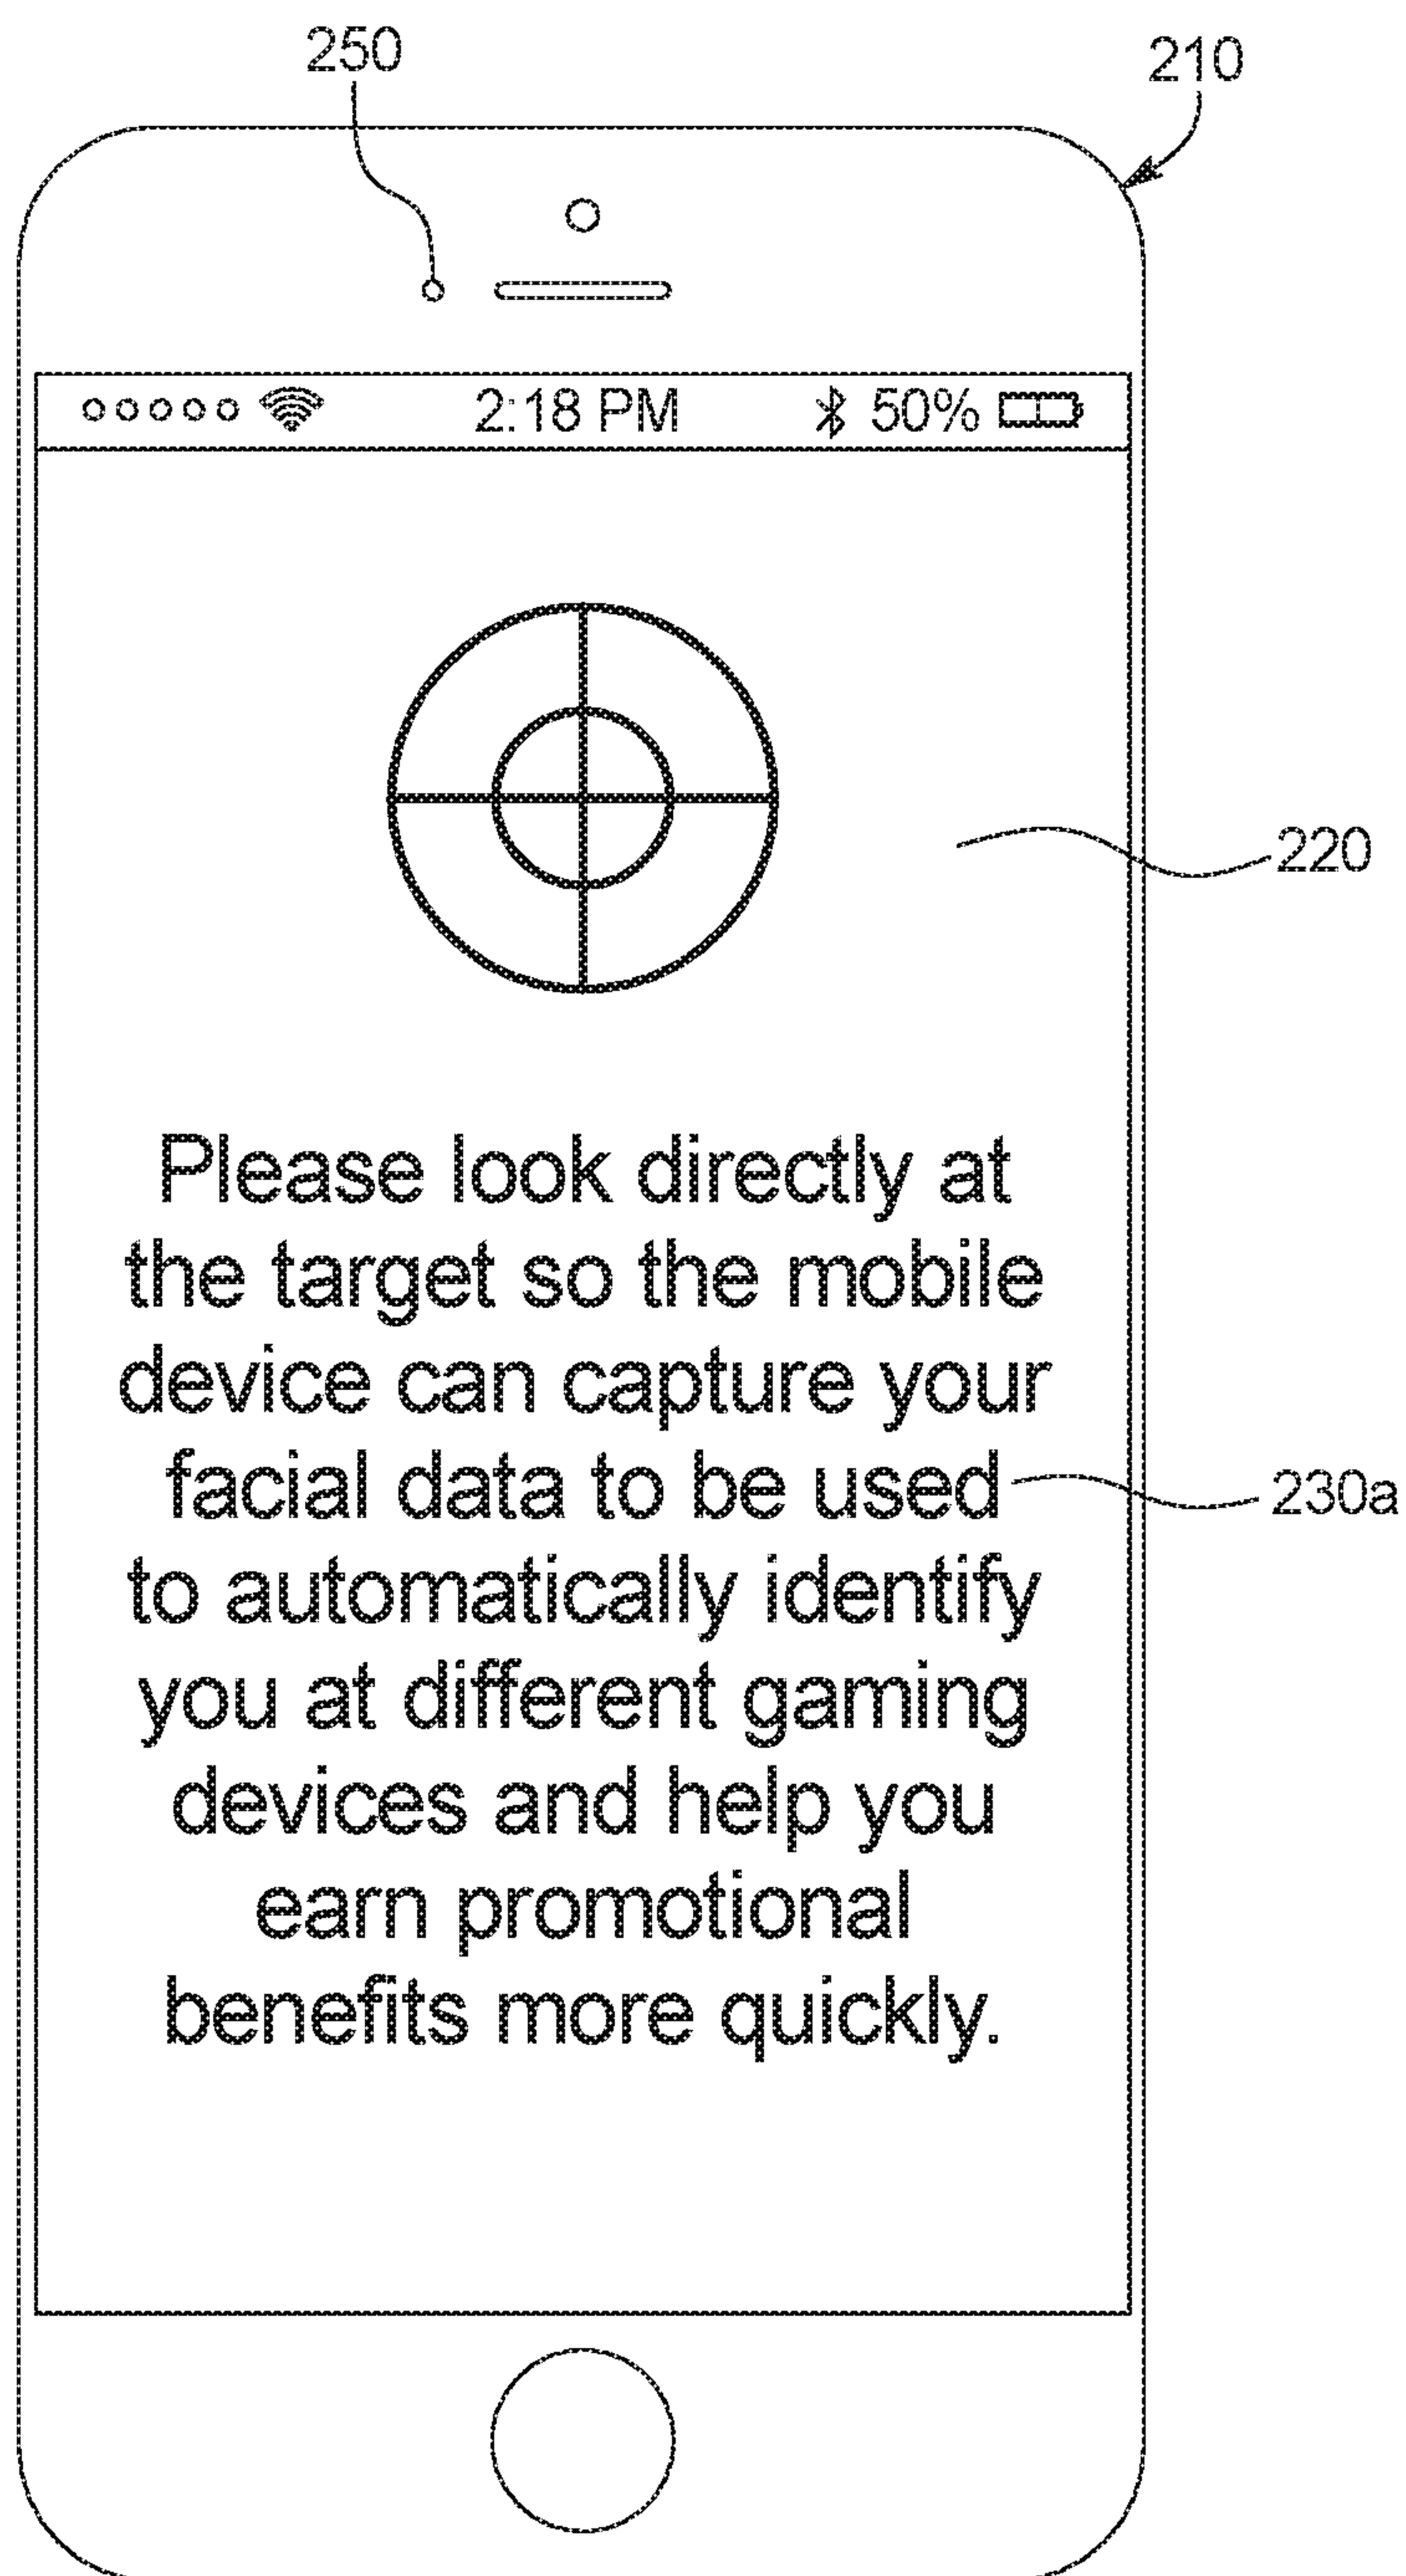 250
210
2:18 PM 50%
220
Please look directly at
the target so the mobile
device can capture your
facial data to be used
230a
to automatically identify
you at different gaming
devices and help you
earn promotional
benefits more quickly.